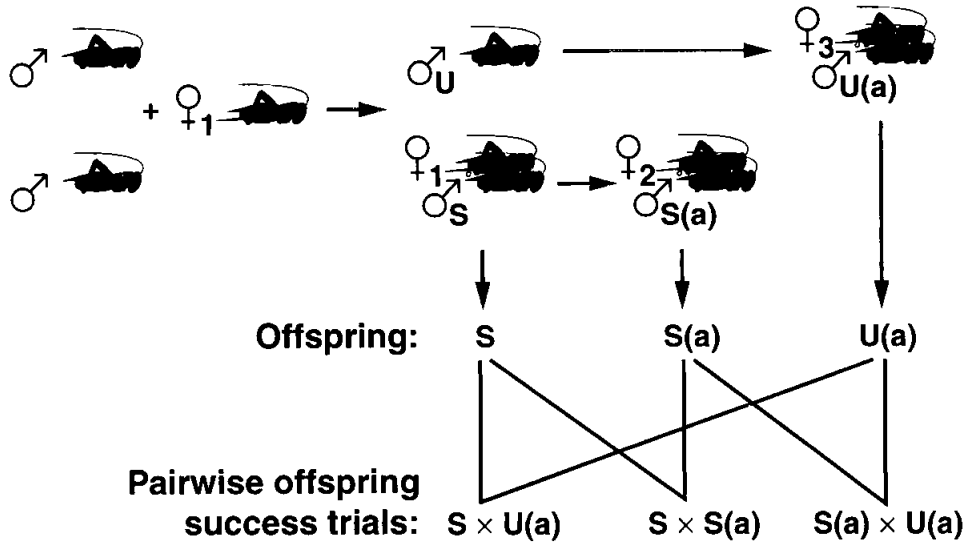 ♂
♂
+ ♀1
♂U
♀3
♂U(a)
♀1
♂S
♀2
♂S(a)
Offspring: S S(a) U(a)
Pairwise offspring
success trials: S × U(a) S × S(a) S(a) × U(a)